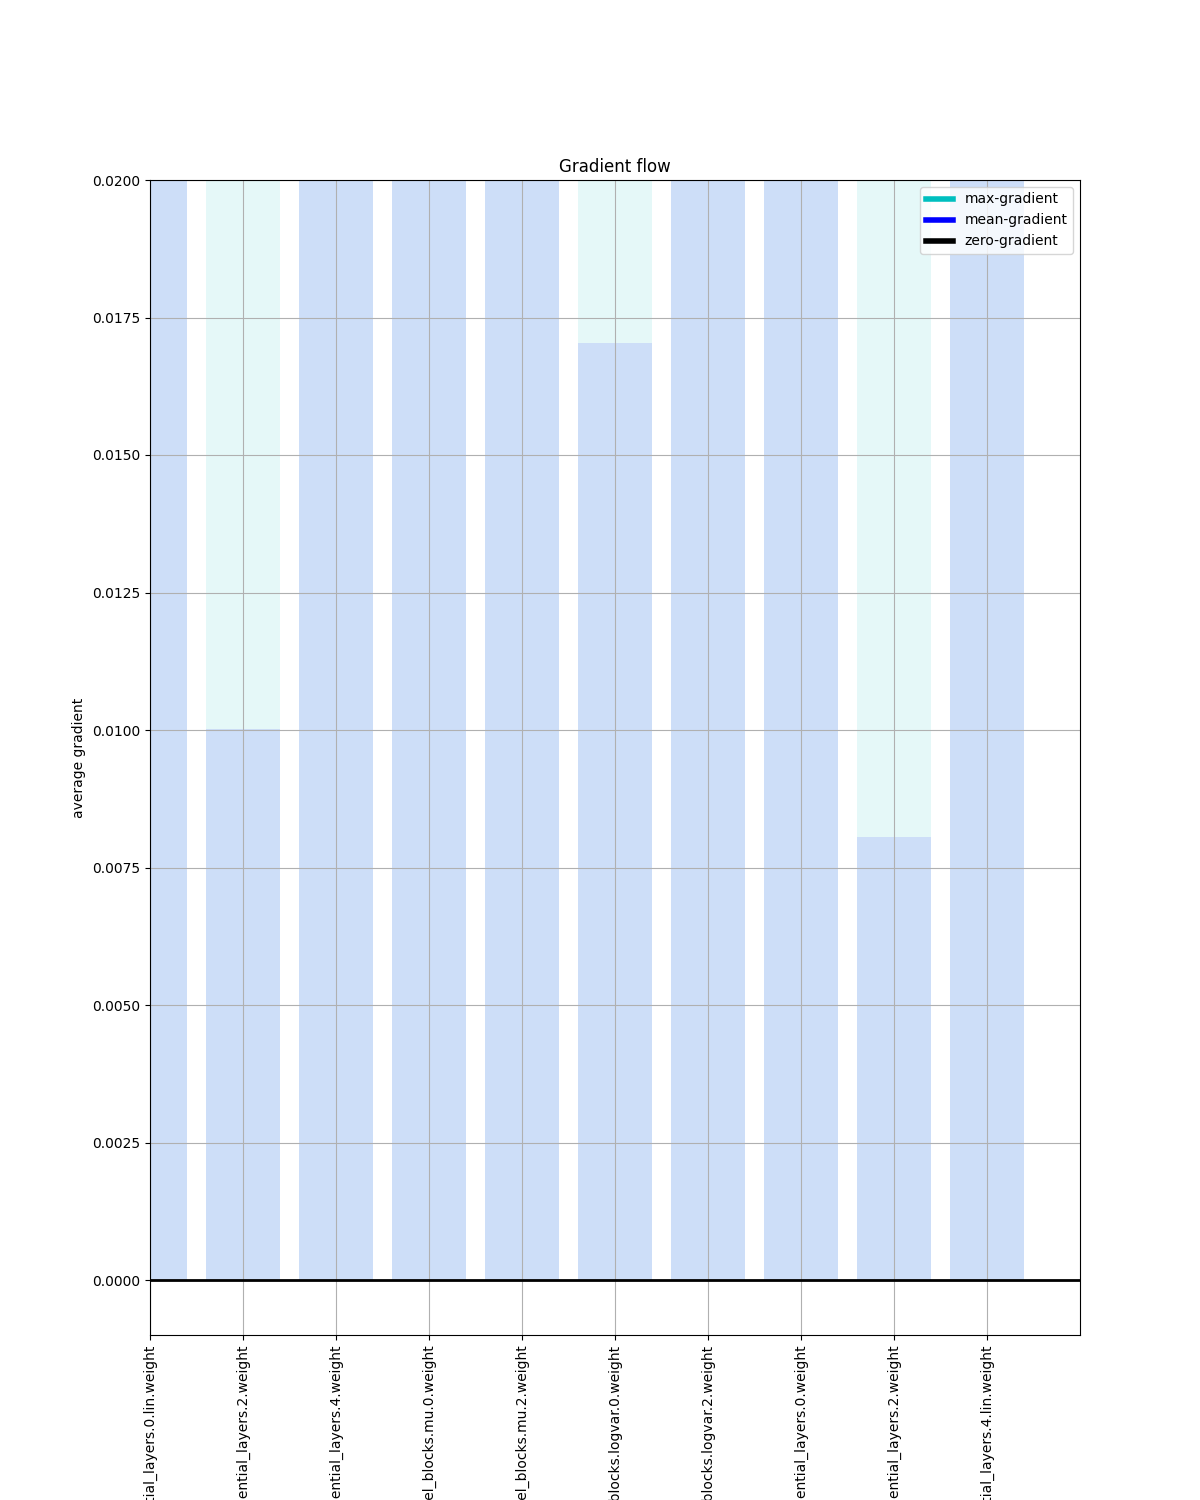 Gradient flow
max-gradient
mean-gradient
zero-gradient
0.0200
0.0175
0.0150
0.0125
0.0100
0.0075
0.0050
0.0025
0.0000
average gradient
tial_layers.0.lin.weight
ential_layers.2.weight
ential_layers.4.weight
el_blocks.mu.0.weight
el_blocks.mu.2.weight
blocks.logvar.0.weight
blocks.logvar.2.weight
ential_layers.0.weight
ential_layers.2.weight
tial_layers.4.lin.weight